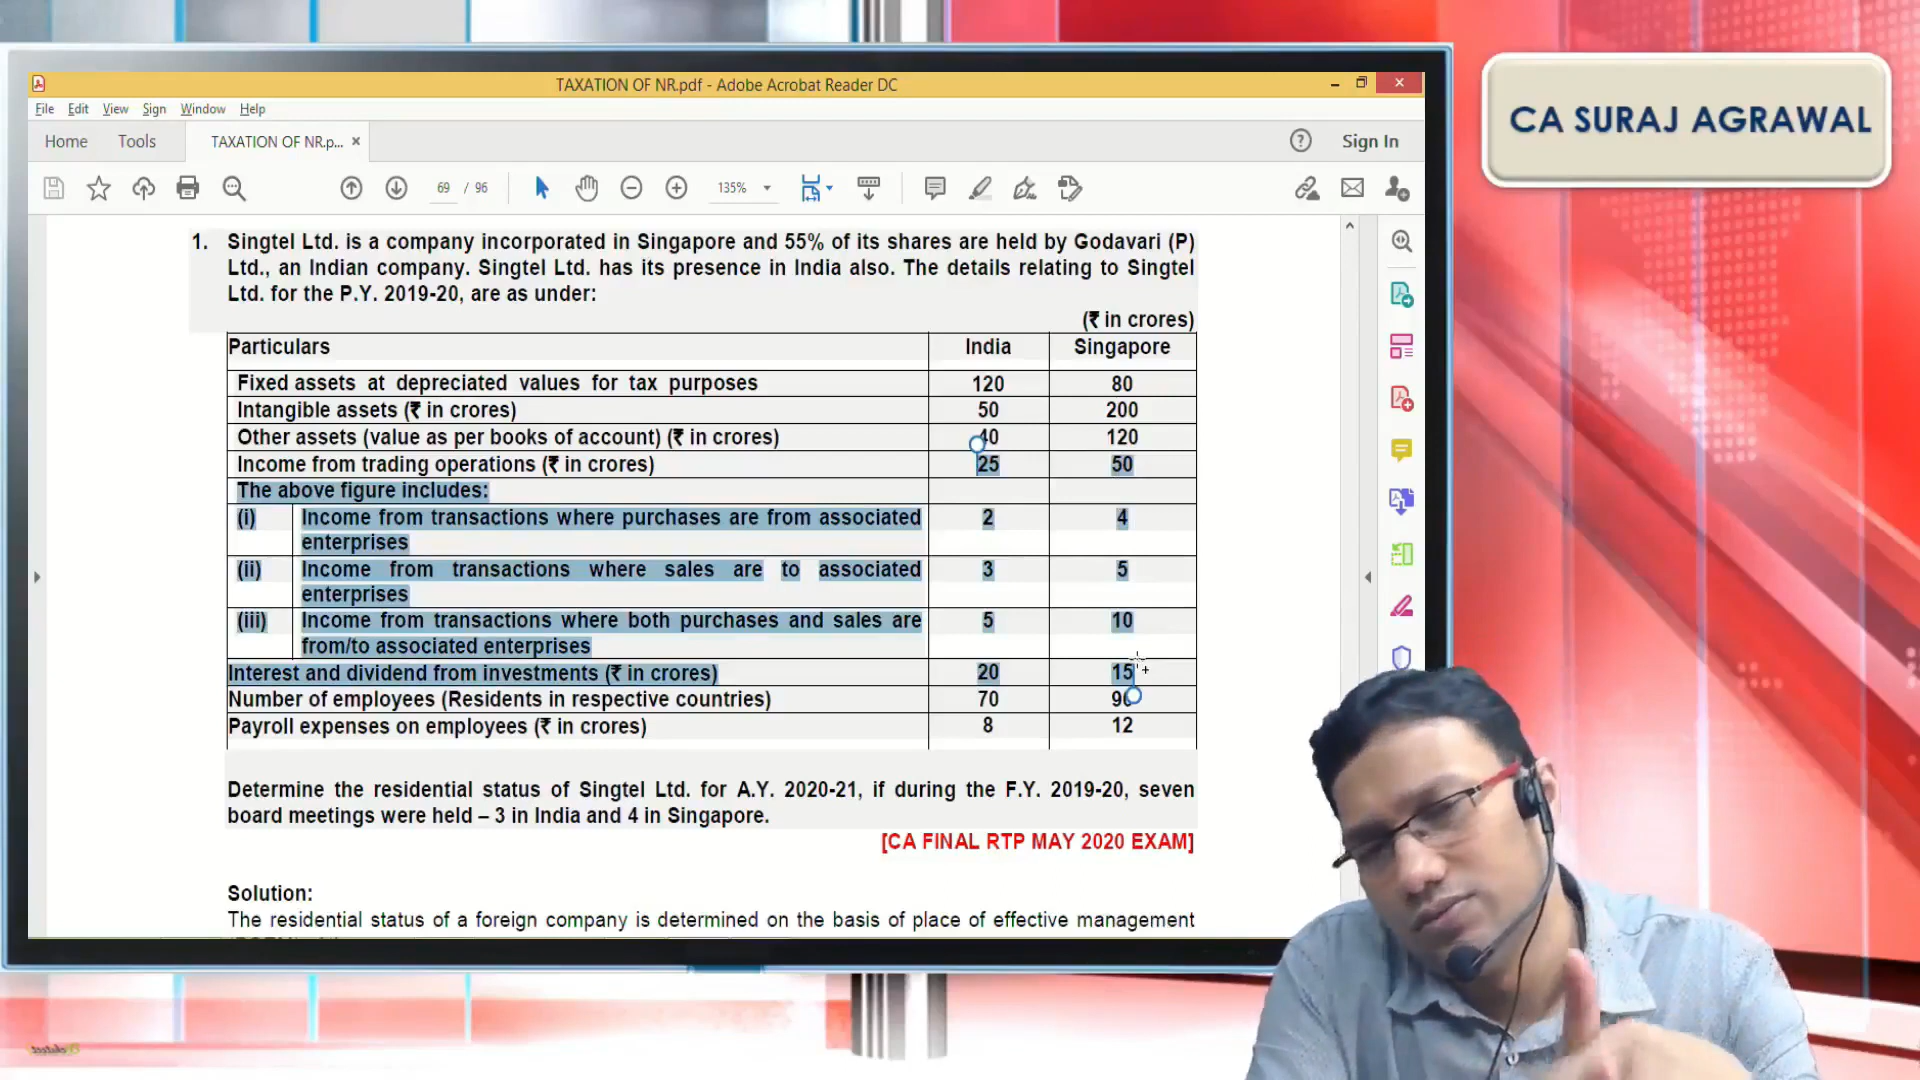 CA SURAJ AGRAWAL
TAXATION OF NR.pdf - Adobe Acrobat Reader DC
File Edit View Sign Window Help
Home Tools TAXATION OF NR.p... × Sign In
69 / 96 135%
1. Singtel Ltd. is a company incorporated in Singapore and 55% of its shares are held by Godavari (P)
Ltd., an Indian company. Singtel Ltd. has its presence in India also. The details relating to Singtel
Ltd. for the P.Y. 2019-20, are as under:
(₹ in crores)
Particulars India Singapore
Fixed assets at depreciated values for tax purposes 120 80
Intangible assets (₹ in crores) 50 200
Other assets (value as per books of account) (₹ in crores) 40 120
Income from trading operations (₹ in crores) 25 50
The above figure includes:
(i) Income from transactions where purchases are from associated 2 4
enterprises
(ii) Income from transactions where sales are to associated 3 5
enterprises
(iii) Income from transactions where both purchases and sales are 5 10
from/to associated enterprises
Interest and dividend from investments (₹ in crores) 20 15
Number of employees (Residents in respective countries) 70 90
Payroll expenses on employees (₹ in crores) 8 12
Determine the residential status of Singtel Ltd. for A.Y. 2020-21, if during the F.Y. 2019-20, seven
board meetings were held – 3 in India and 4 in Singapore.
[CA FINAL RTP MAY 2020 EXAM]
Solution:
The residential status of a foreign company is determined on the basis of place of effective management